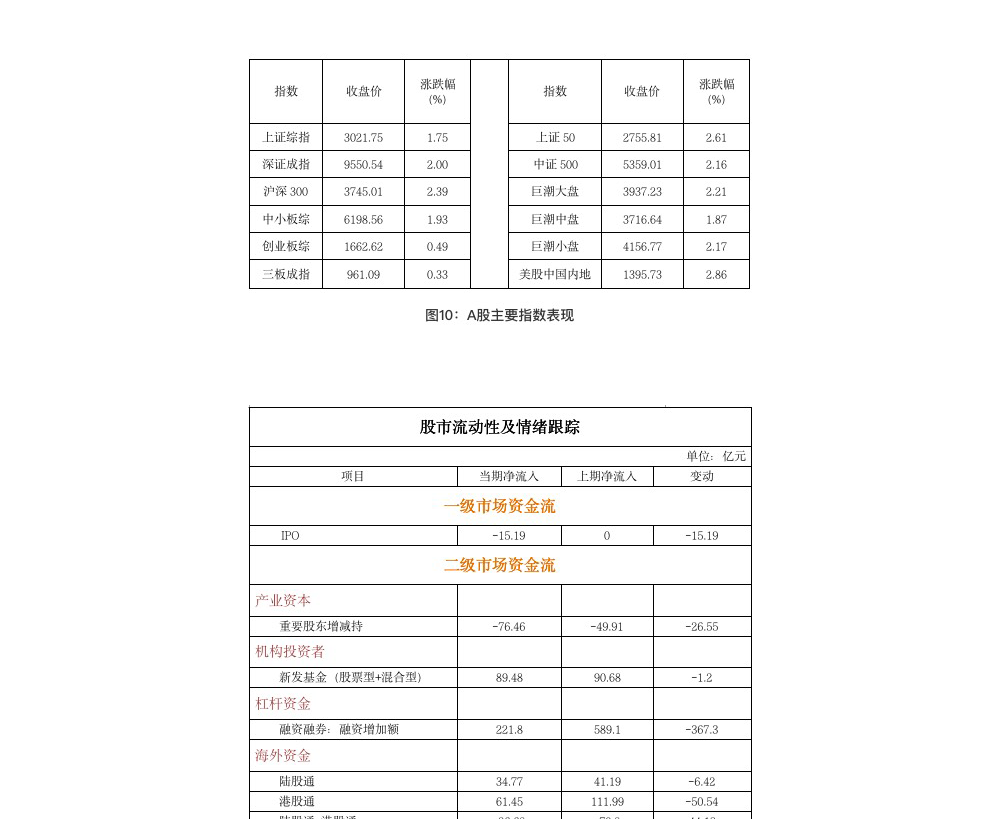 指数 收盘价 涨跌幅(%) 指数 收盘价 涨跌幅(%)
上证综指 3021.75 1.75 上证 50 2755.81 2.61
深证成指 9550.54 2.00 中证 500 5359.01 2.16
沪深 300 3745.01 2.39 巨潮大盘 3937.23 2.21
中小板综 6198.56 1.93 巨潮中盘 3716.64 1.87
创业板综 1662.62 0.49 巨潮小盘 4156.77 2.17
三板成指 961.09 0.33 美股中国内地 1395.73 2.86
图10：A股主要指数表现
股市流动性及情绪跟踪
单位：亿元
项目 当期净流入 上期净流入 变动
一级市场资金流
IPO -15.19 0 -15.19
二级市场资金流
产业资本
重要股东增减持 -76.46 -49.91 -26.55
机构投资者
新发基金（股票型+混合型） 89.48 90.68 -1.2
杠杆资金
融资融券：融资增加额 221.8 589.1 -367.3
海外资金
陆股通 34.77 41.19 -6.42
港股通 61.45 111.99 -50.54